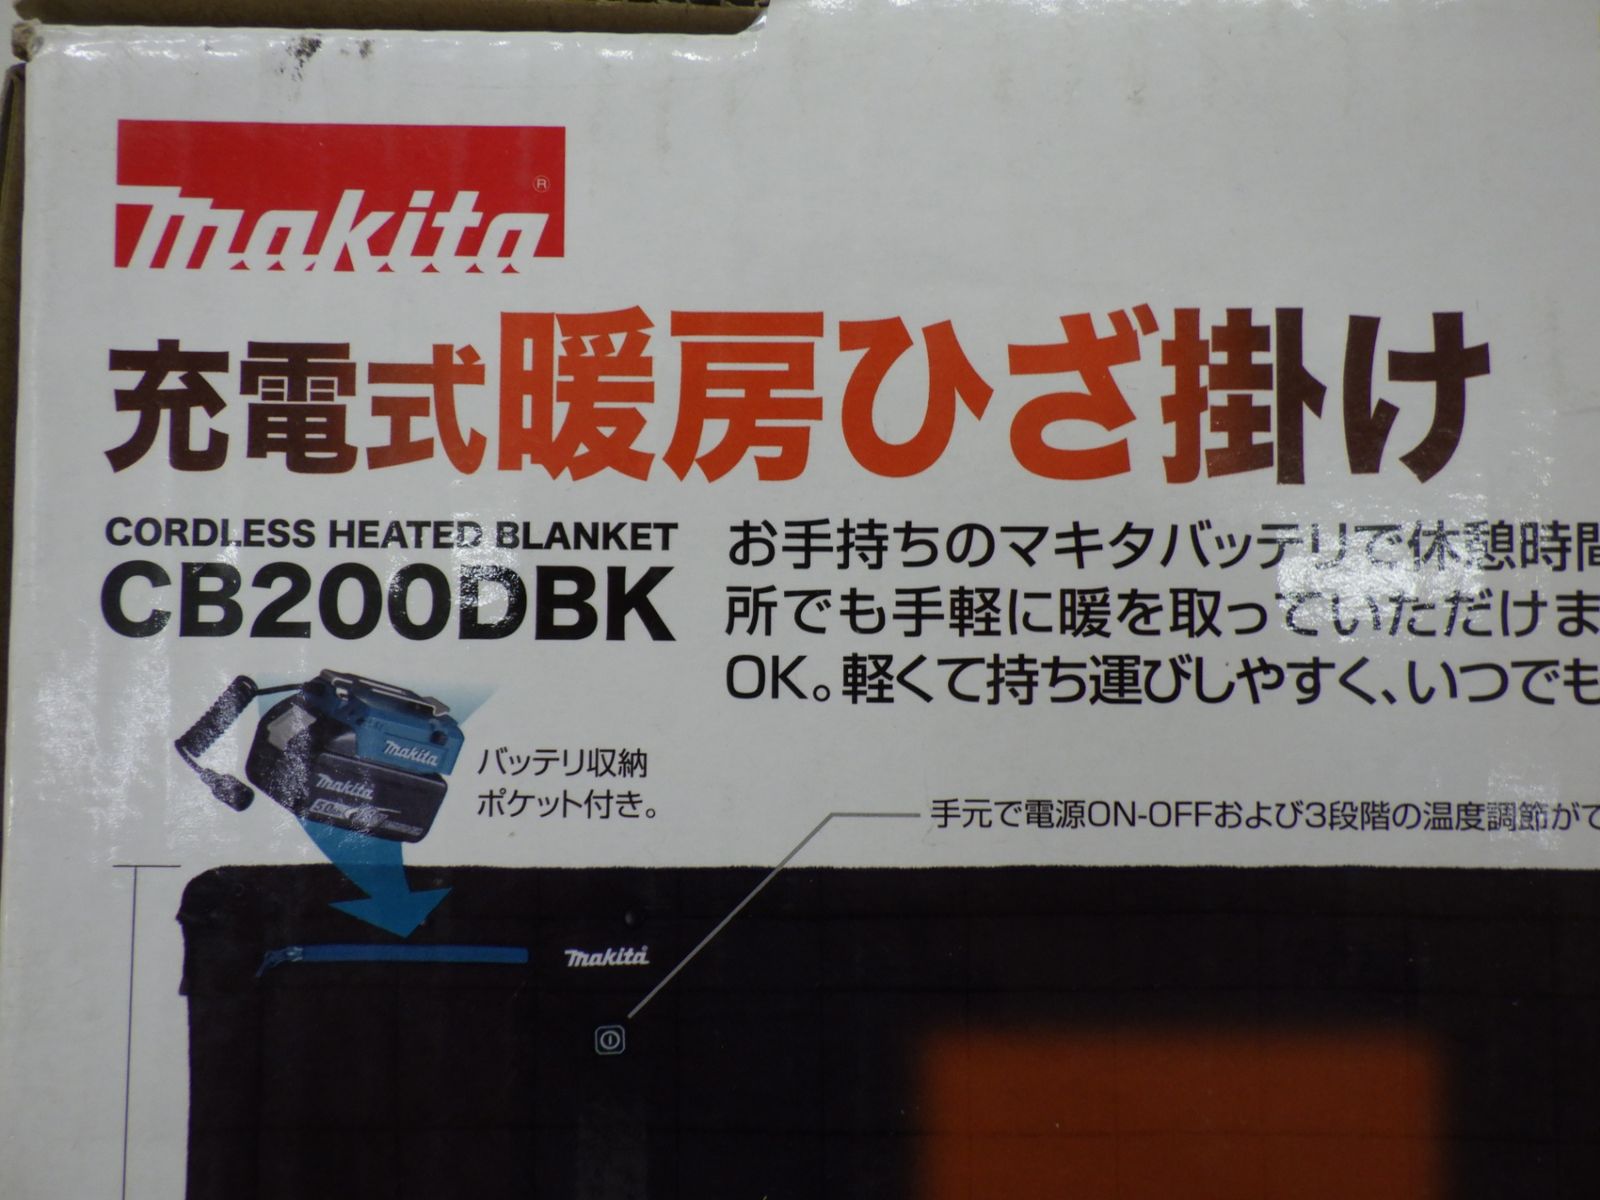 makita®
充電式暖房ひざ掛け
CORDLESS HEATED BLANKET
CB200DBK
お手持ちのマキタバッテリで休憩時間
所でも手軽に暖を取っていただけま
OK。軽くて持ち運びしやすく、いつでも
makita
makita
5.0
バッテリ収納
ポケット付き。
手元で電源ON-OFFおよび3段階の温度調節がで
makita